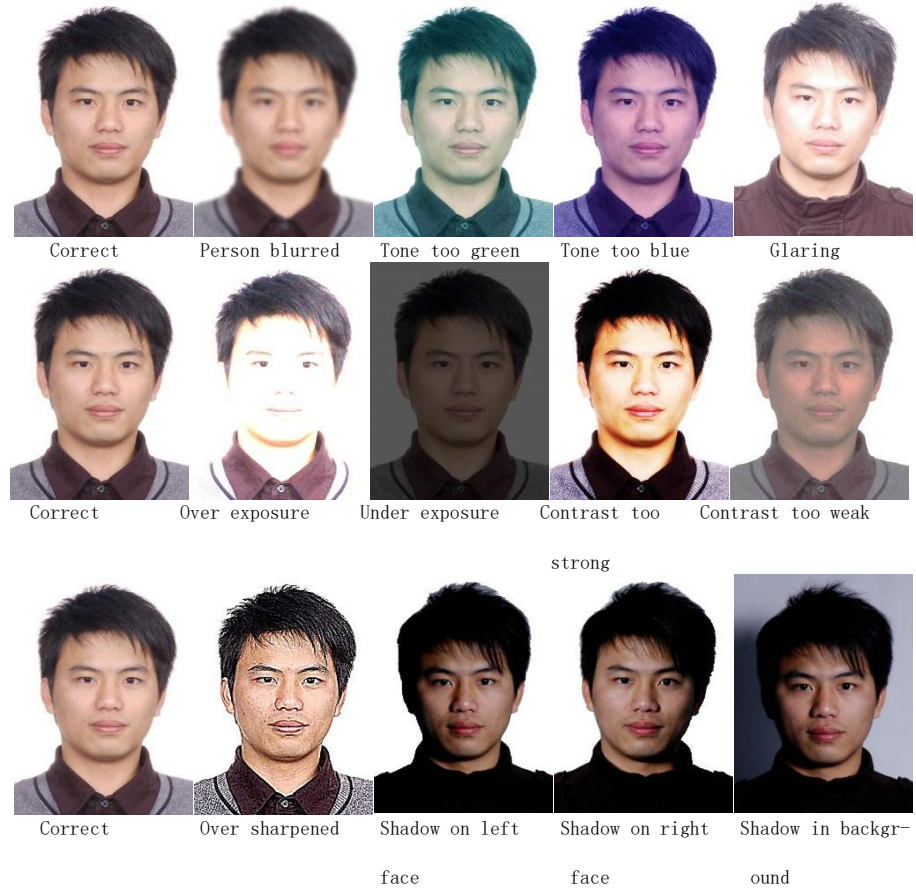 Correct Person blurred Tone too green Tone too blue Glaring
Correct Over exposure Under exposure Contrast too Contrast too weak
strong
Correct Over sharpened Shadow on left Shadow on right Shadow in backgr-
face face ound